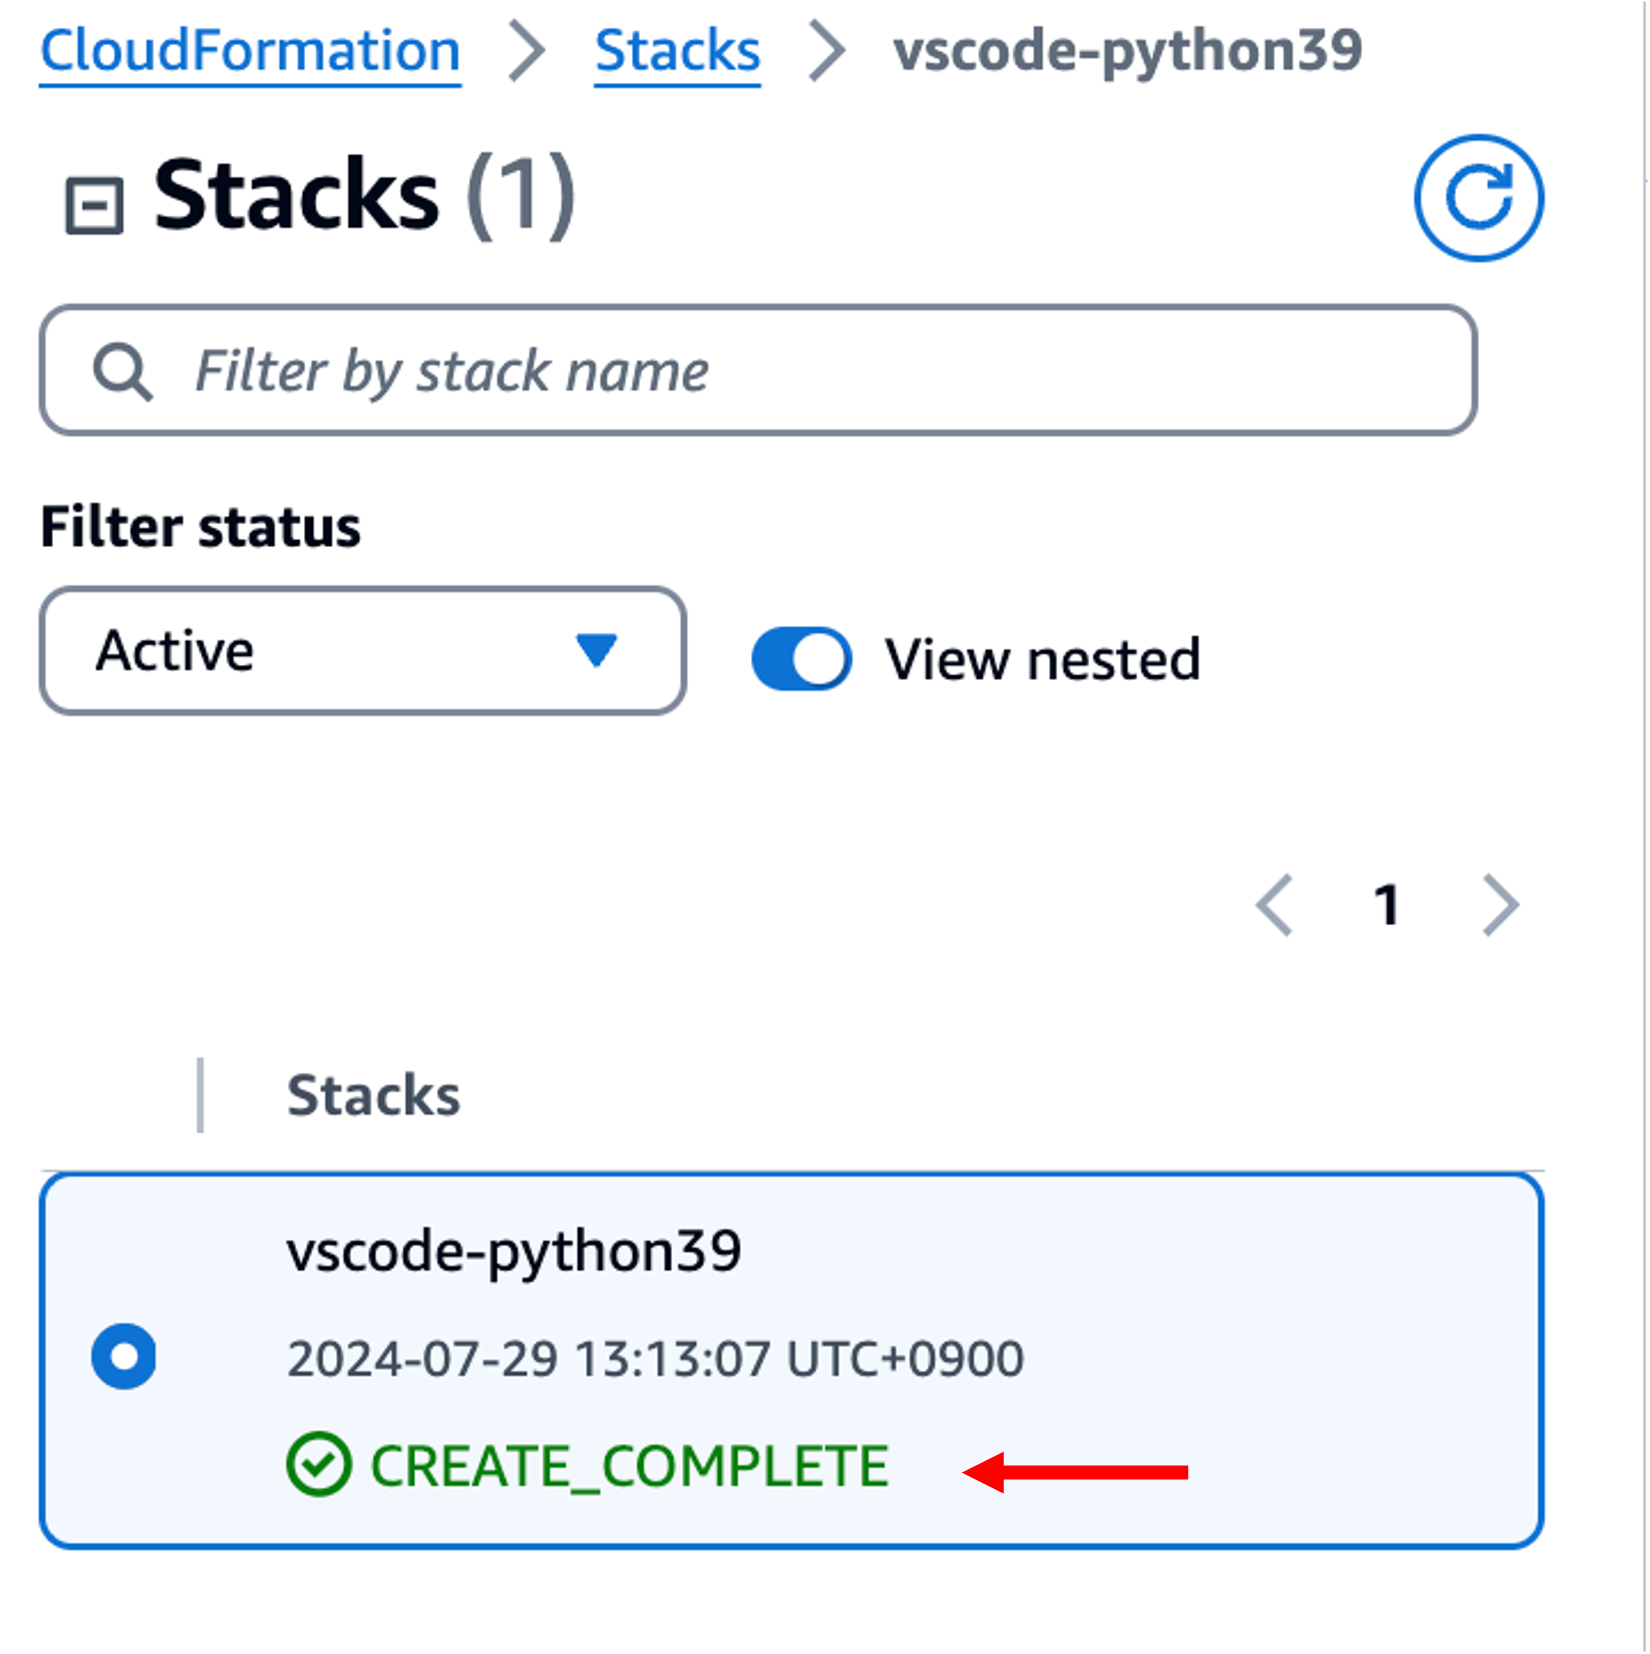 CloudFormation > Stacks > vscode-python39
Stacks (1)
Filter by stack name
Filter status
Active
View nested
1
Stacks
vscode-python39
2024-07-29 13:13:07 UTC+0900
CREATE_COMPLETE